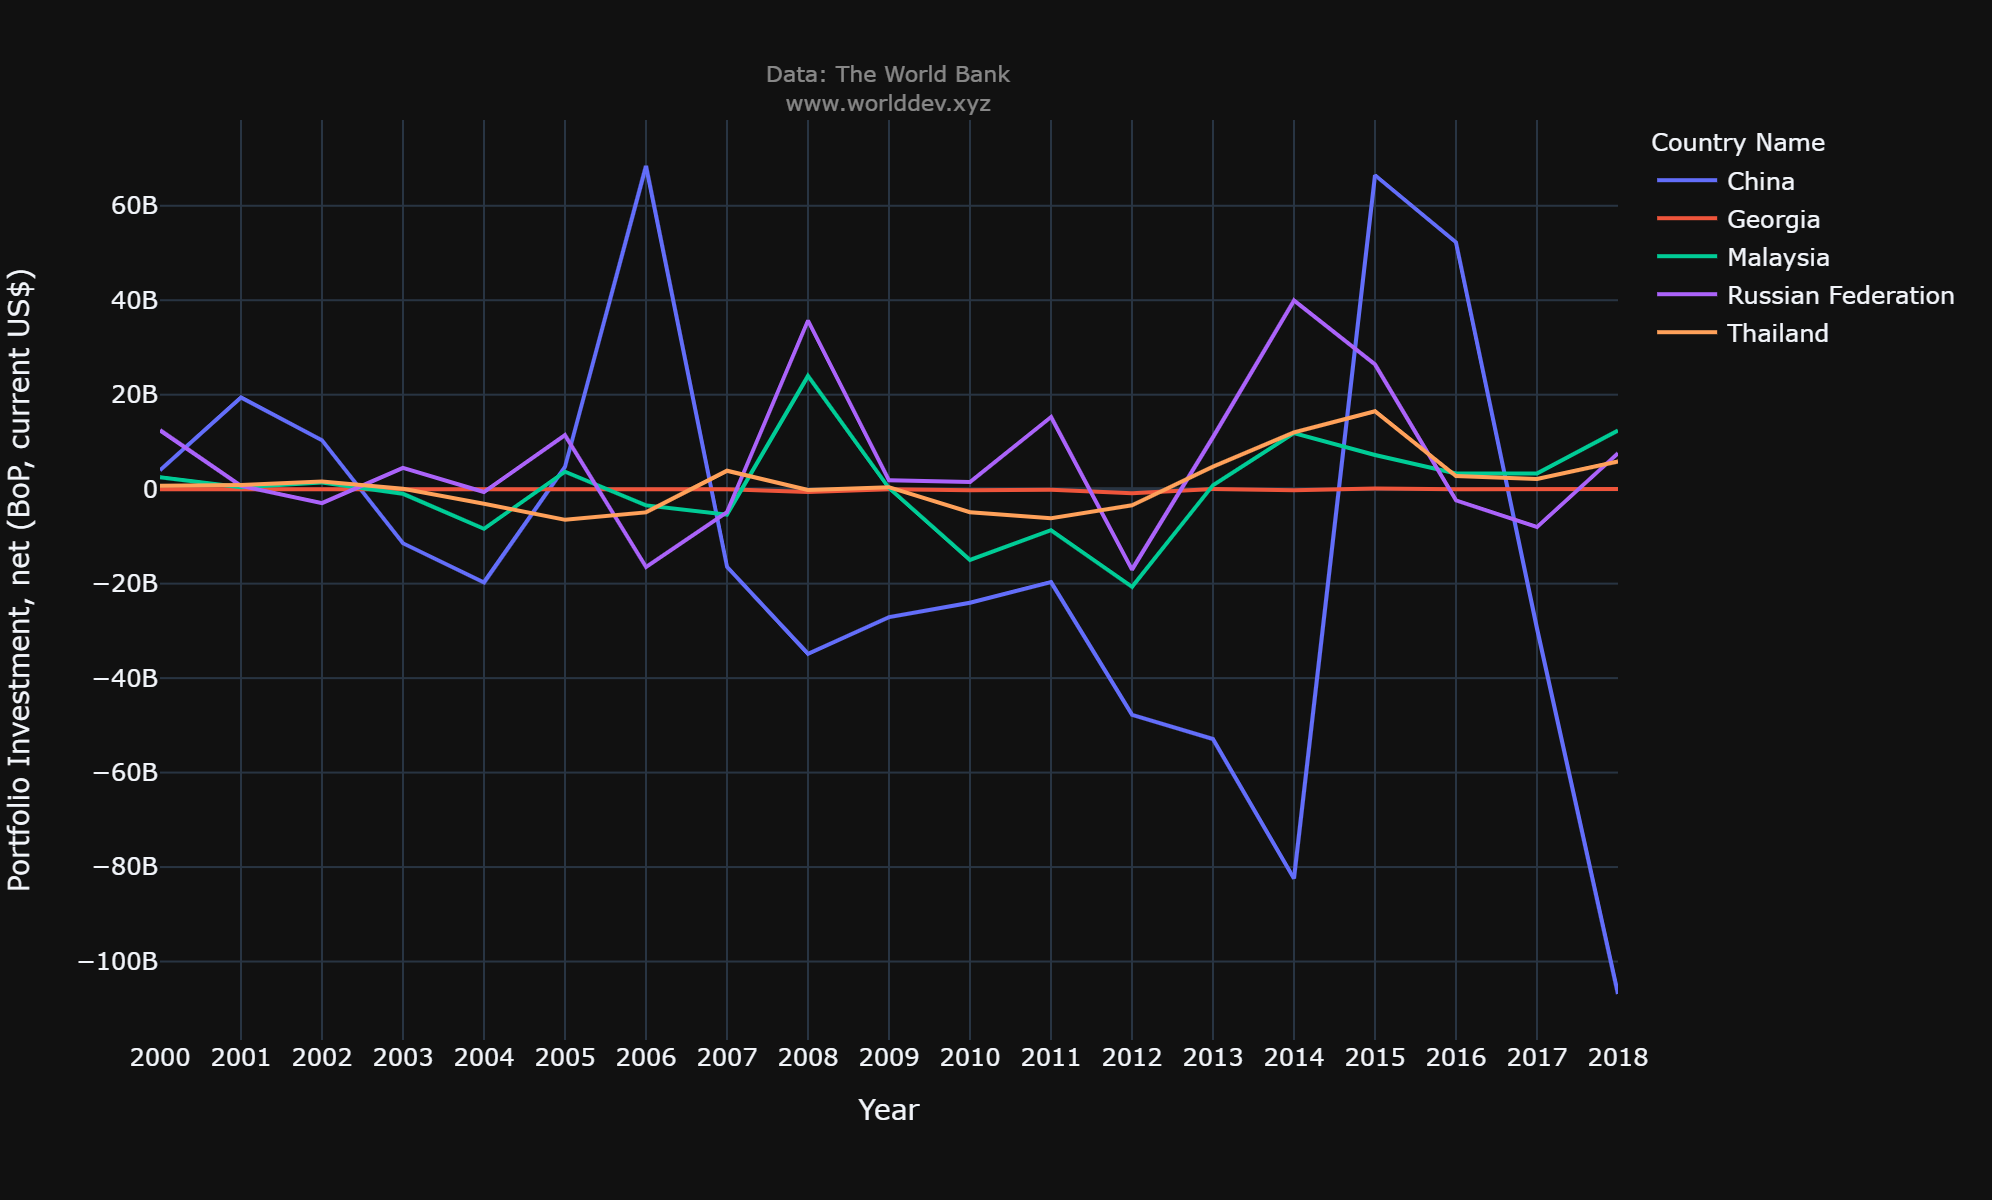 Data: The World Bank
www.worlddev.xyz
Portfolio Investment, net (BoP, current US$)
60B
40B
20B
0
−20B
−40B
−60B
−80B
−100B
2000 2001 2002 2003 2004 2005 2006 2007 2008 2009 2010 2011 2012 2013 2014 2015 2016 2017 2018
Year
Country Name
China
Georgia
Malaysia
Russian Federation
Thailand